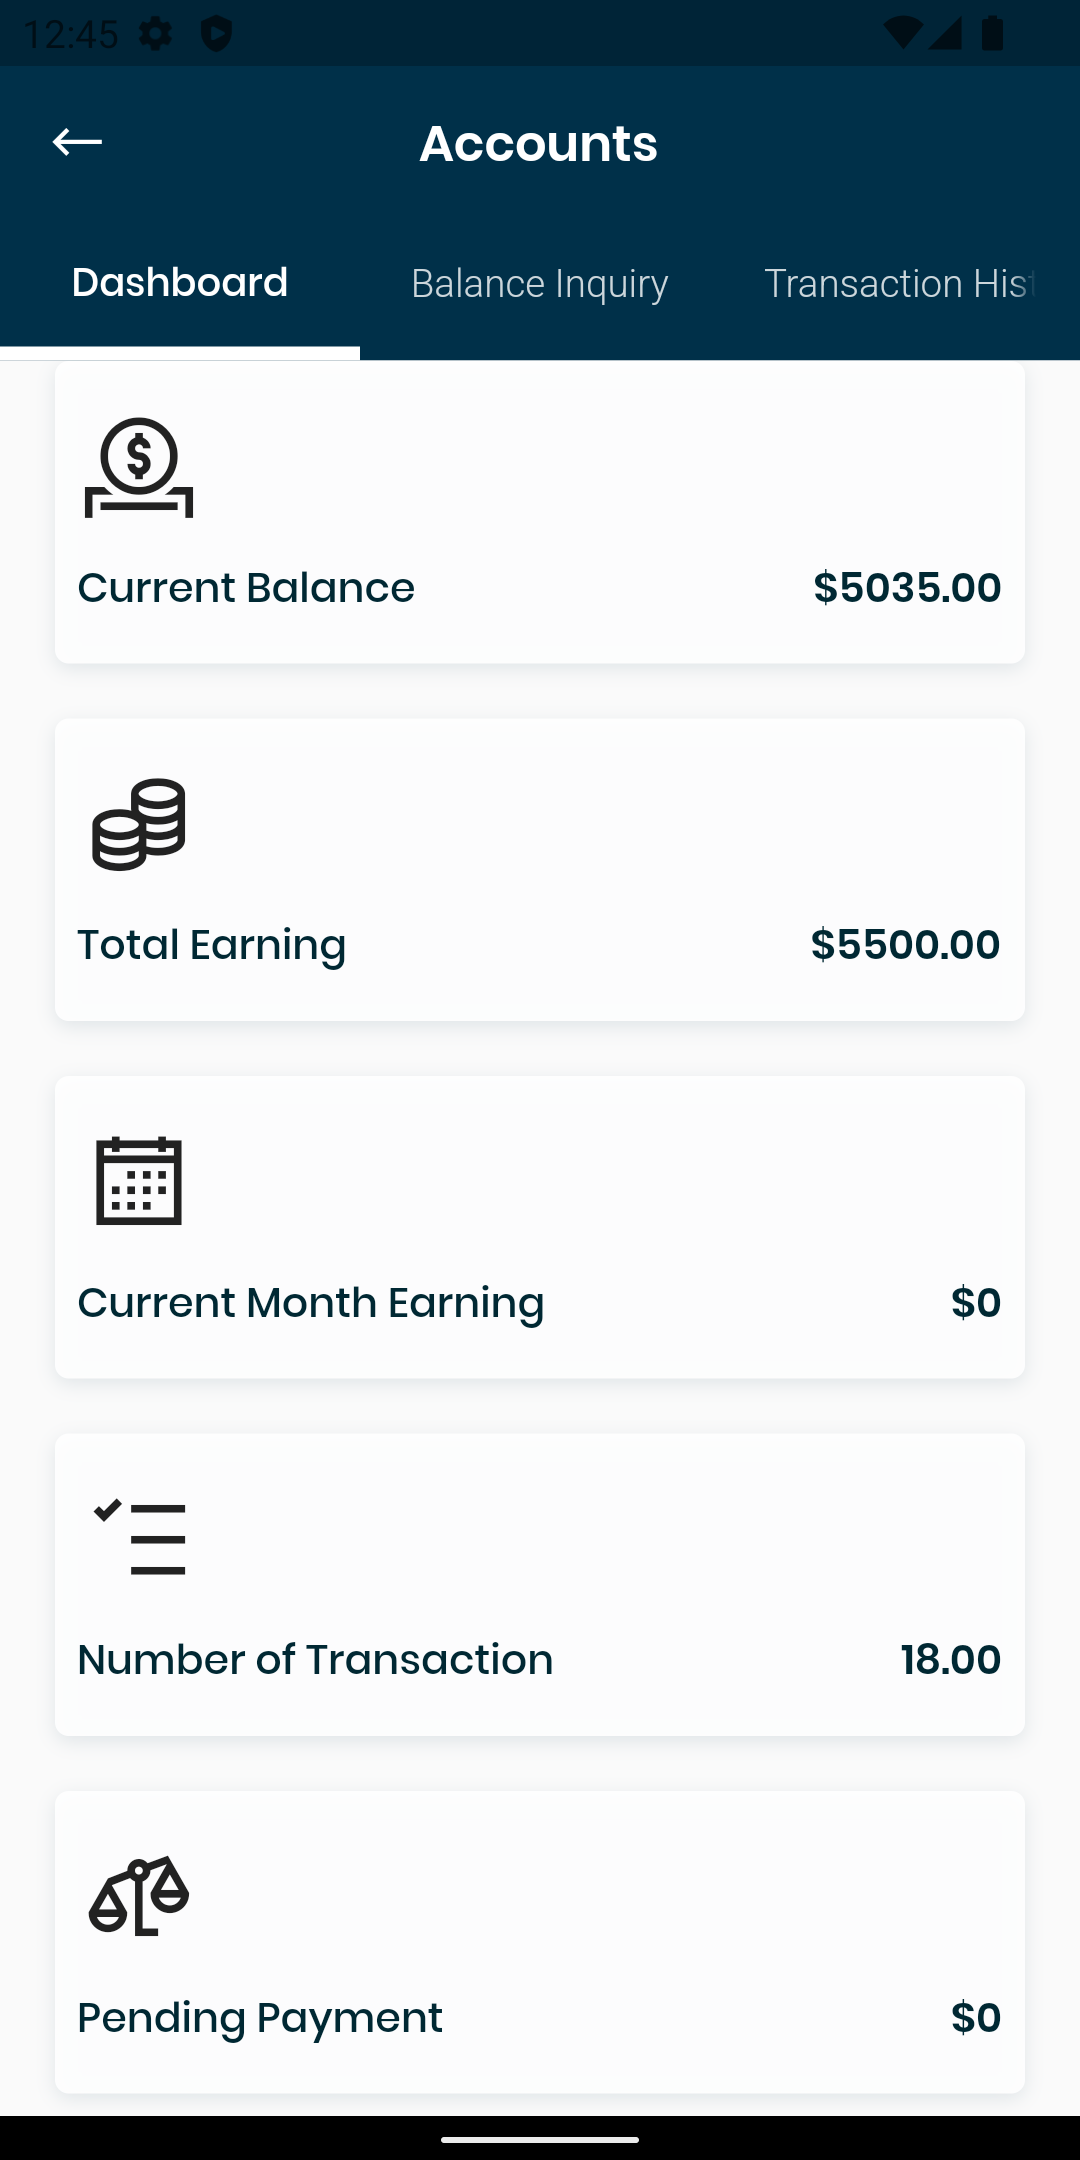 12:45
Accounts
Dashboard Balance Inquiry Transaction Hist
Current Balance $5035.00
Total Earning $5500.00
Current Month Earning $0
Number of Transaction 18.00
Pending Payment $0